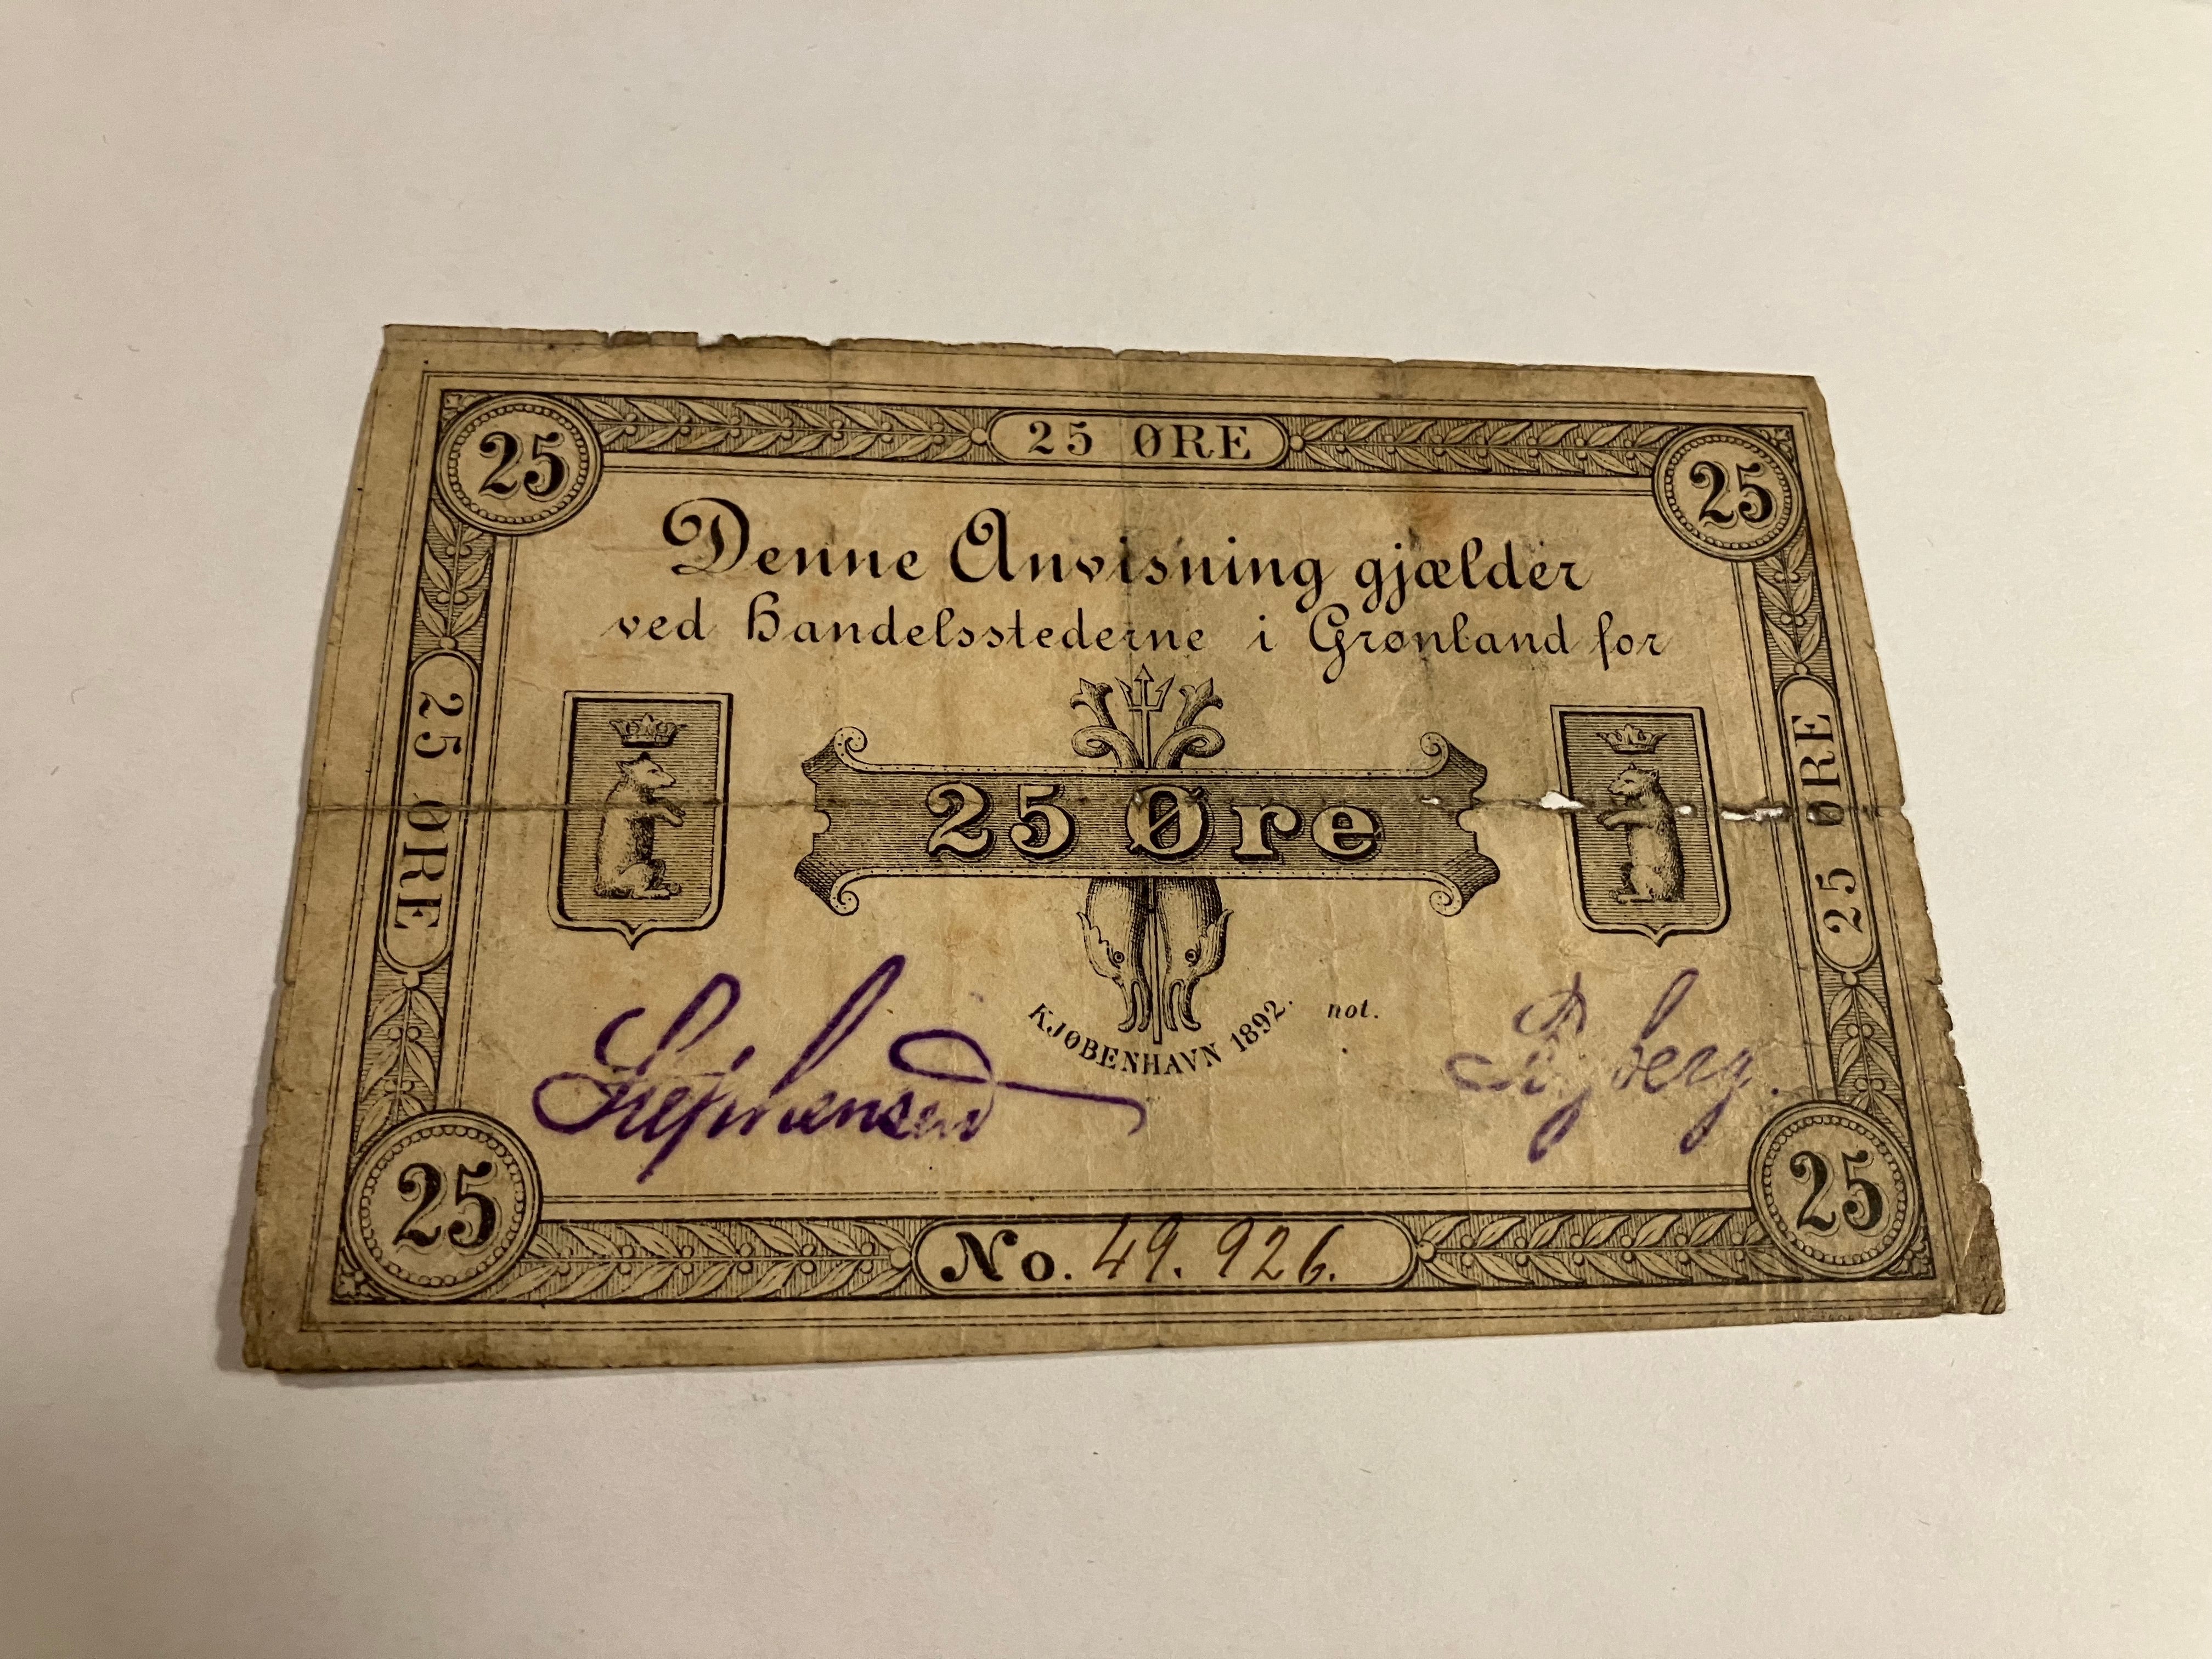 25 25 ØRE 25
Denne Anvisning gjælder
ved Handelsstederne i Grønland for
25 ØRE
25 Øre
25 ØRE
KJØBENHAVN 1892. not.
Stephensen
25 No. 49.926. 25